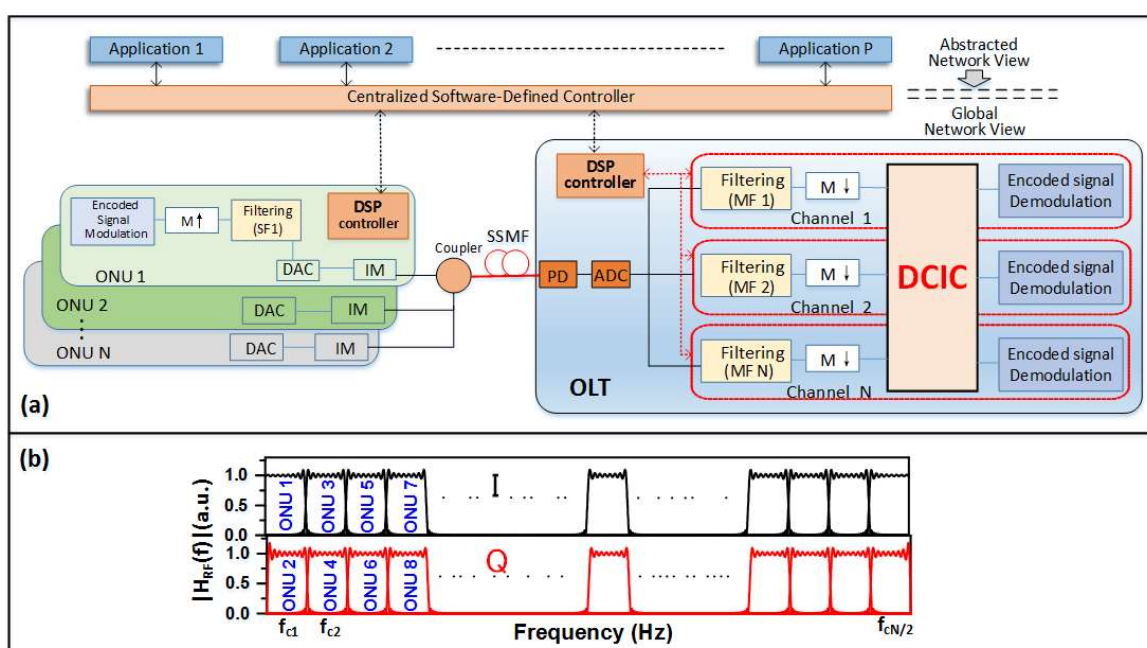 Application 1
Application 2
Application P
Abstracted
Network View
Centralized Software-Defined Controller
Global
Network View
DSP
controller
Filtering
(MF 1)
M ↓
Channel 1
Encoded signal
Demodulation
Encoded
Signal
Modulation
M ↑
Filtering
(SF1)
DSP
controller
DAC
IM
ONU 1
Coupler
SSMF
PD
ADC
Filtering
(MF 2)
M ↓
Channel 2
DCIC
Encoded signal
Demodulation
ONU 2
DAC
IM
ONU N
DAC
IM
Filtering
(MF N)
M ↓
Channel N
Encoded signal
Demodulation
OLT
(a)
(b)
|H_RF(f)| (a.u.)
1.0
0.5
0.0
ONU 1
ONU 3
ONU 5
ONU 7
I
1.0
0.5
0.0
ONU 2
ONU 4
ONU 6
ONU 8
Q
f_c1
f_c2
Frequency (Hz)
f_cN/2